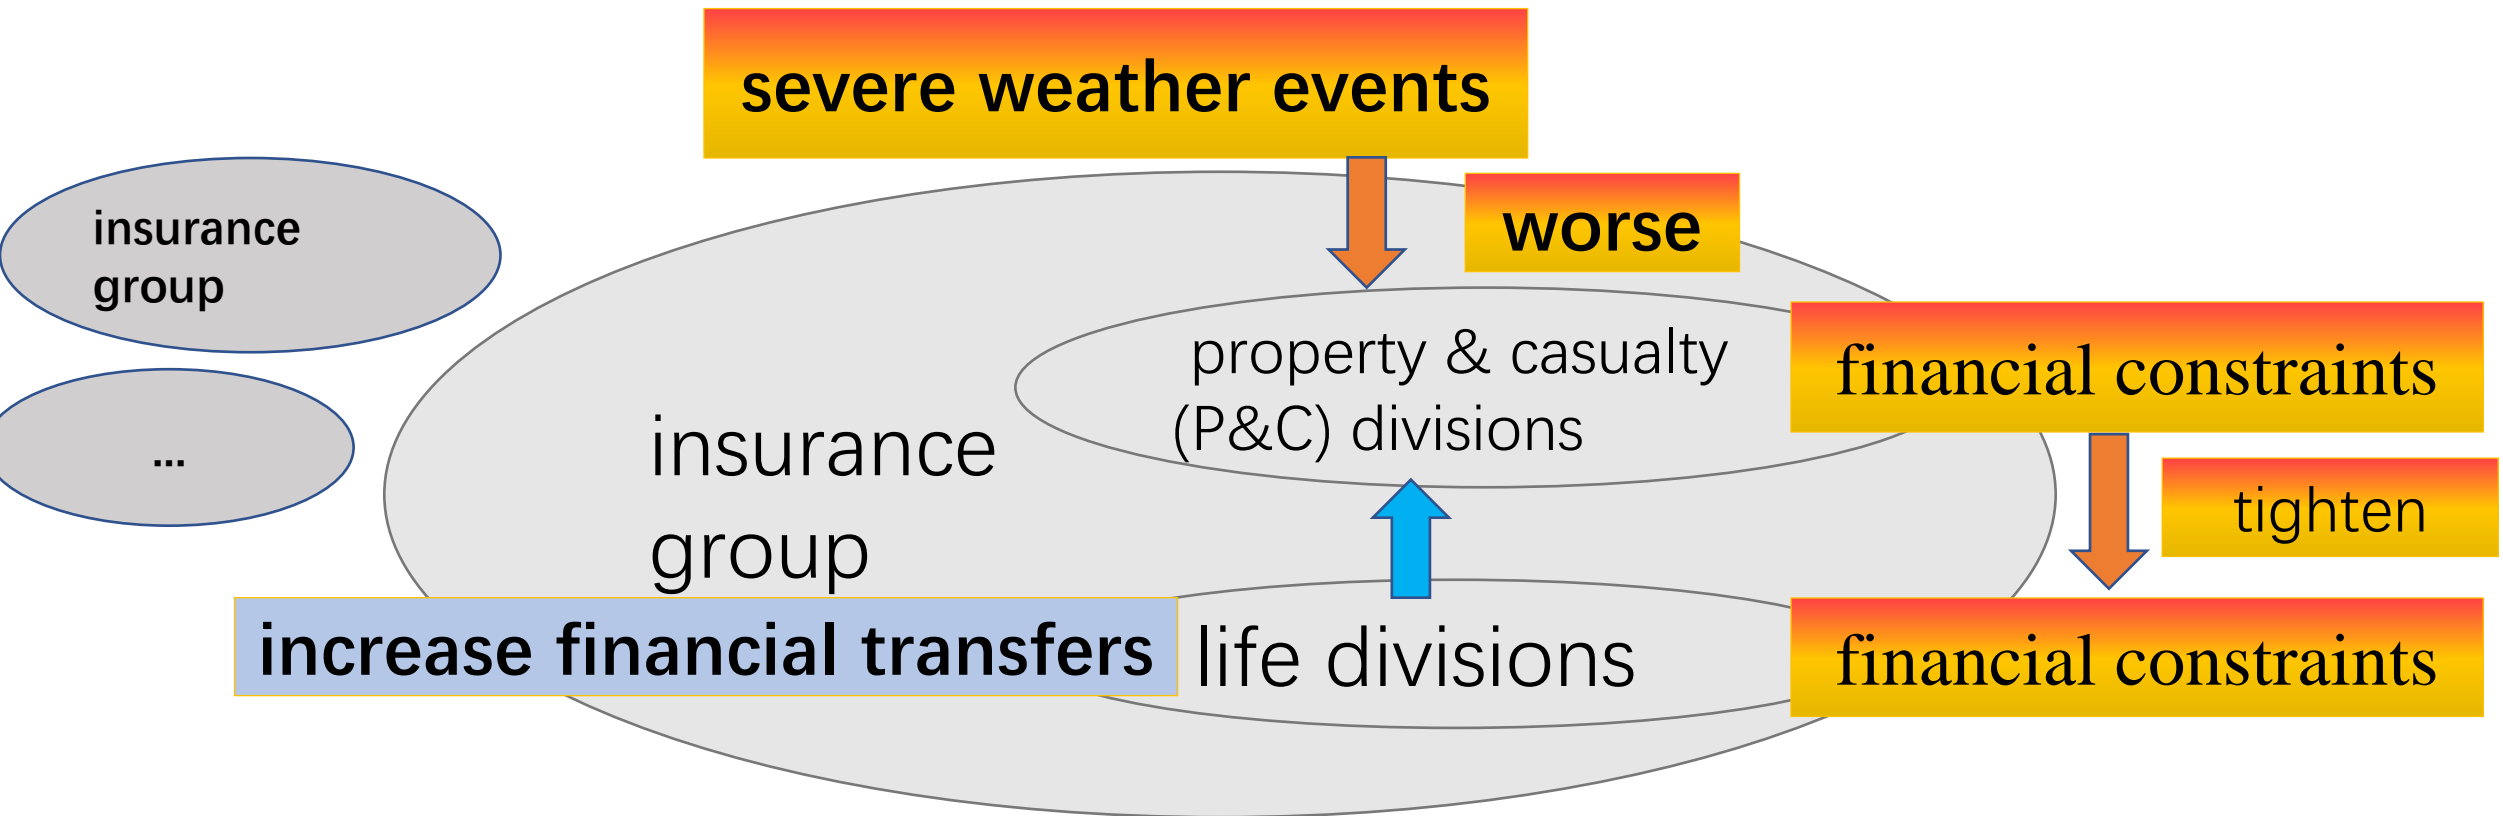 severe weather events
worse
insurance
group
...
property & casualty
(P&C) divisions
financial constraints
insurance
group
tighten
increase financial transfers
life divisions
financial constraints